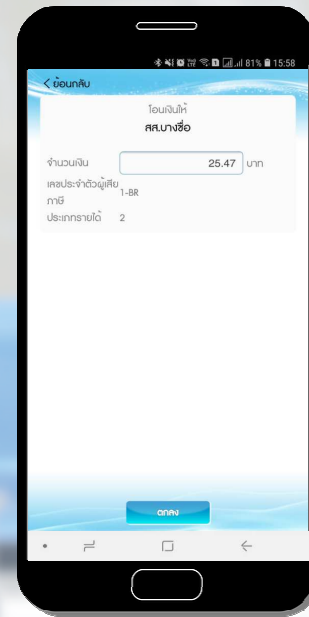 81% 15:58
< ย้อนกลับ
โอนเงินให้
สส.บางซื่อ
จำนวนเงิน 25.47 บาท
เลขประจำตัวผู้เสีย
ภาษี 1-BR
ประเภทรายได้ 2
ตกลง